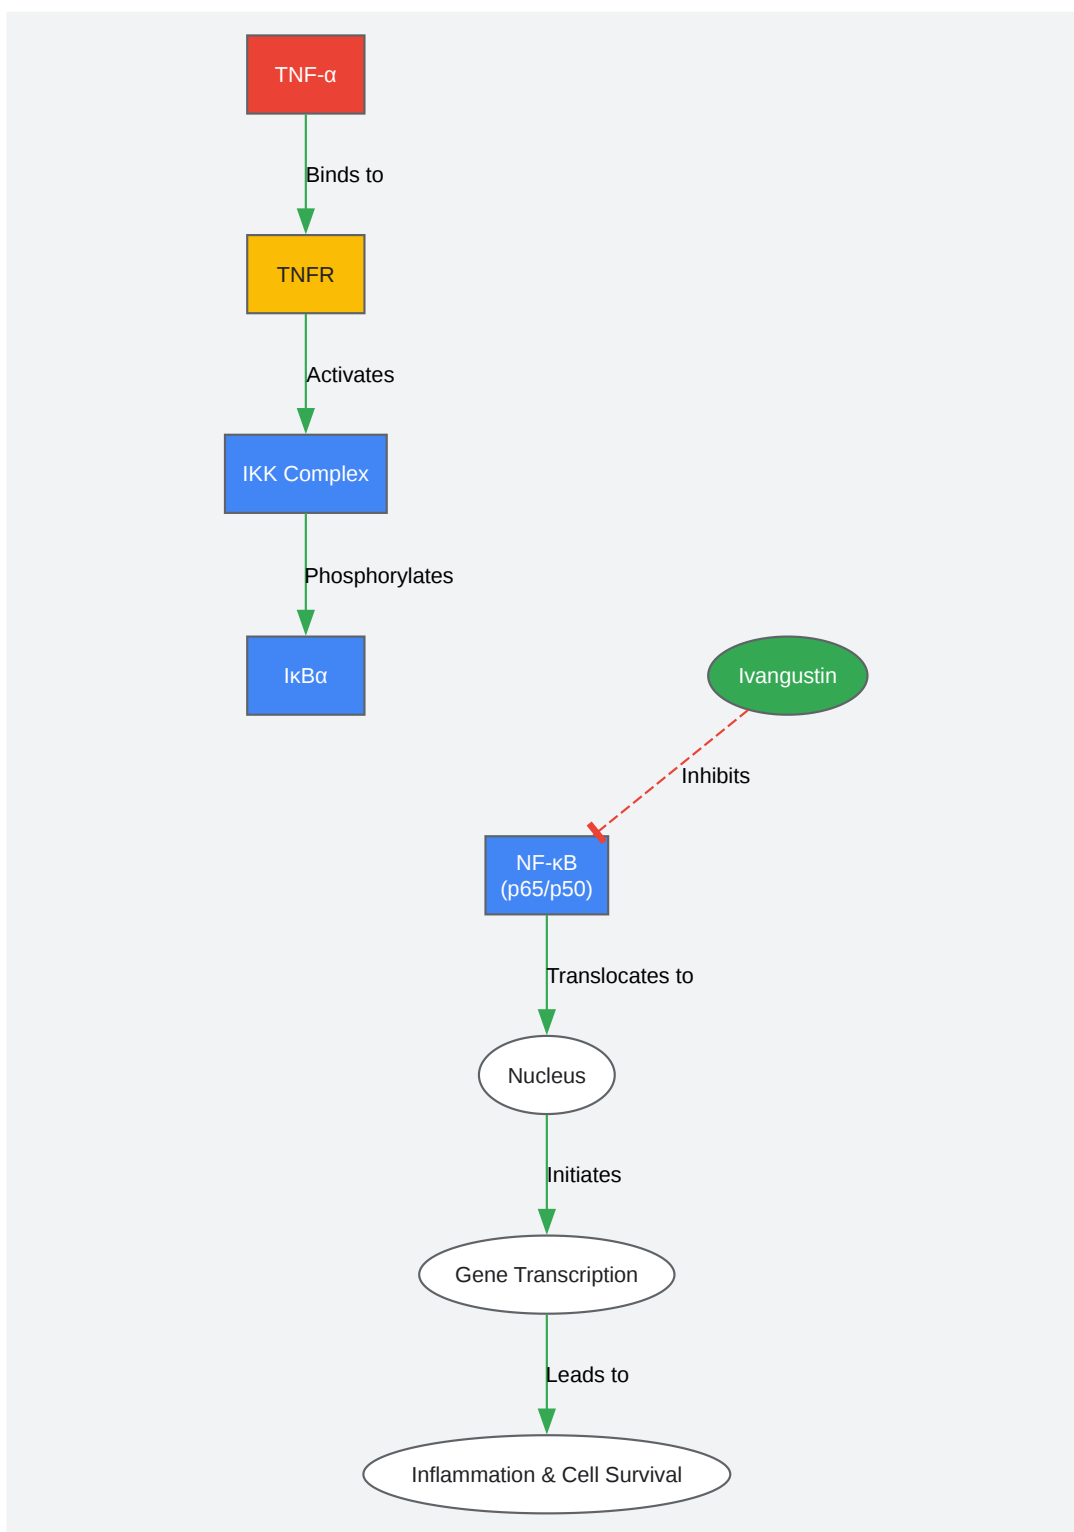 TNF-α
Binds to
TNFR
Activates
IKK Complex
Phosphorylates
IκBα
Ivangustin
Inhibits
NF-κB
(p65/p50)
Translocates to
Nucleus
Initiates
Gene Transcription
Leads to
Inflammation & Cell Survival